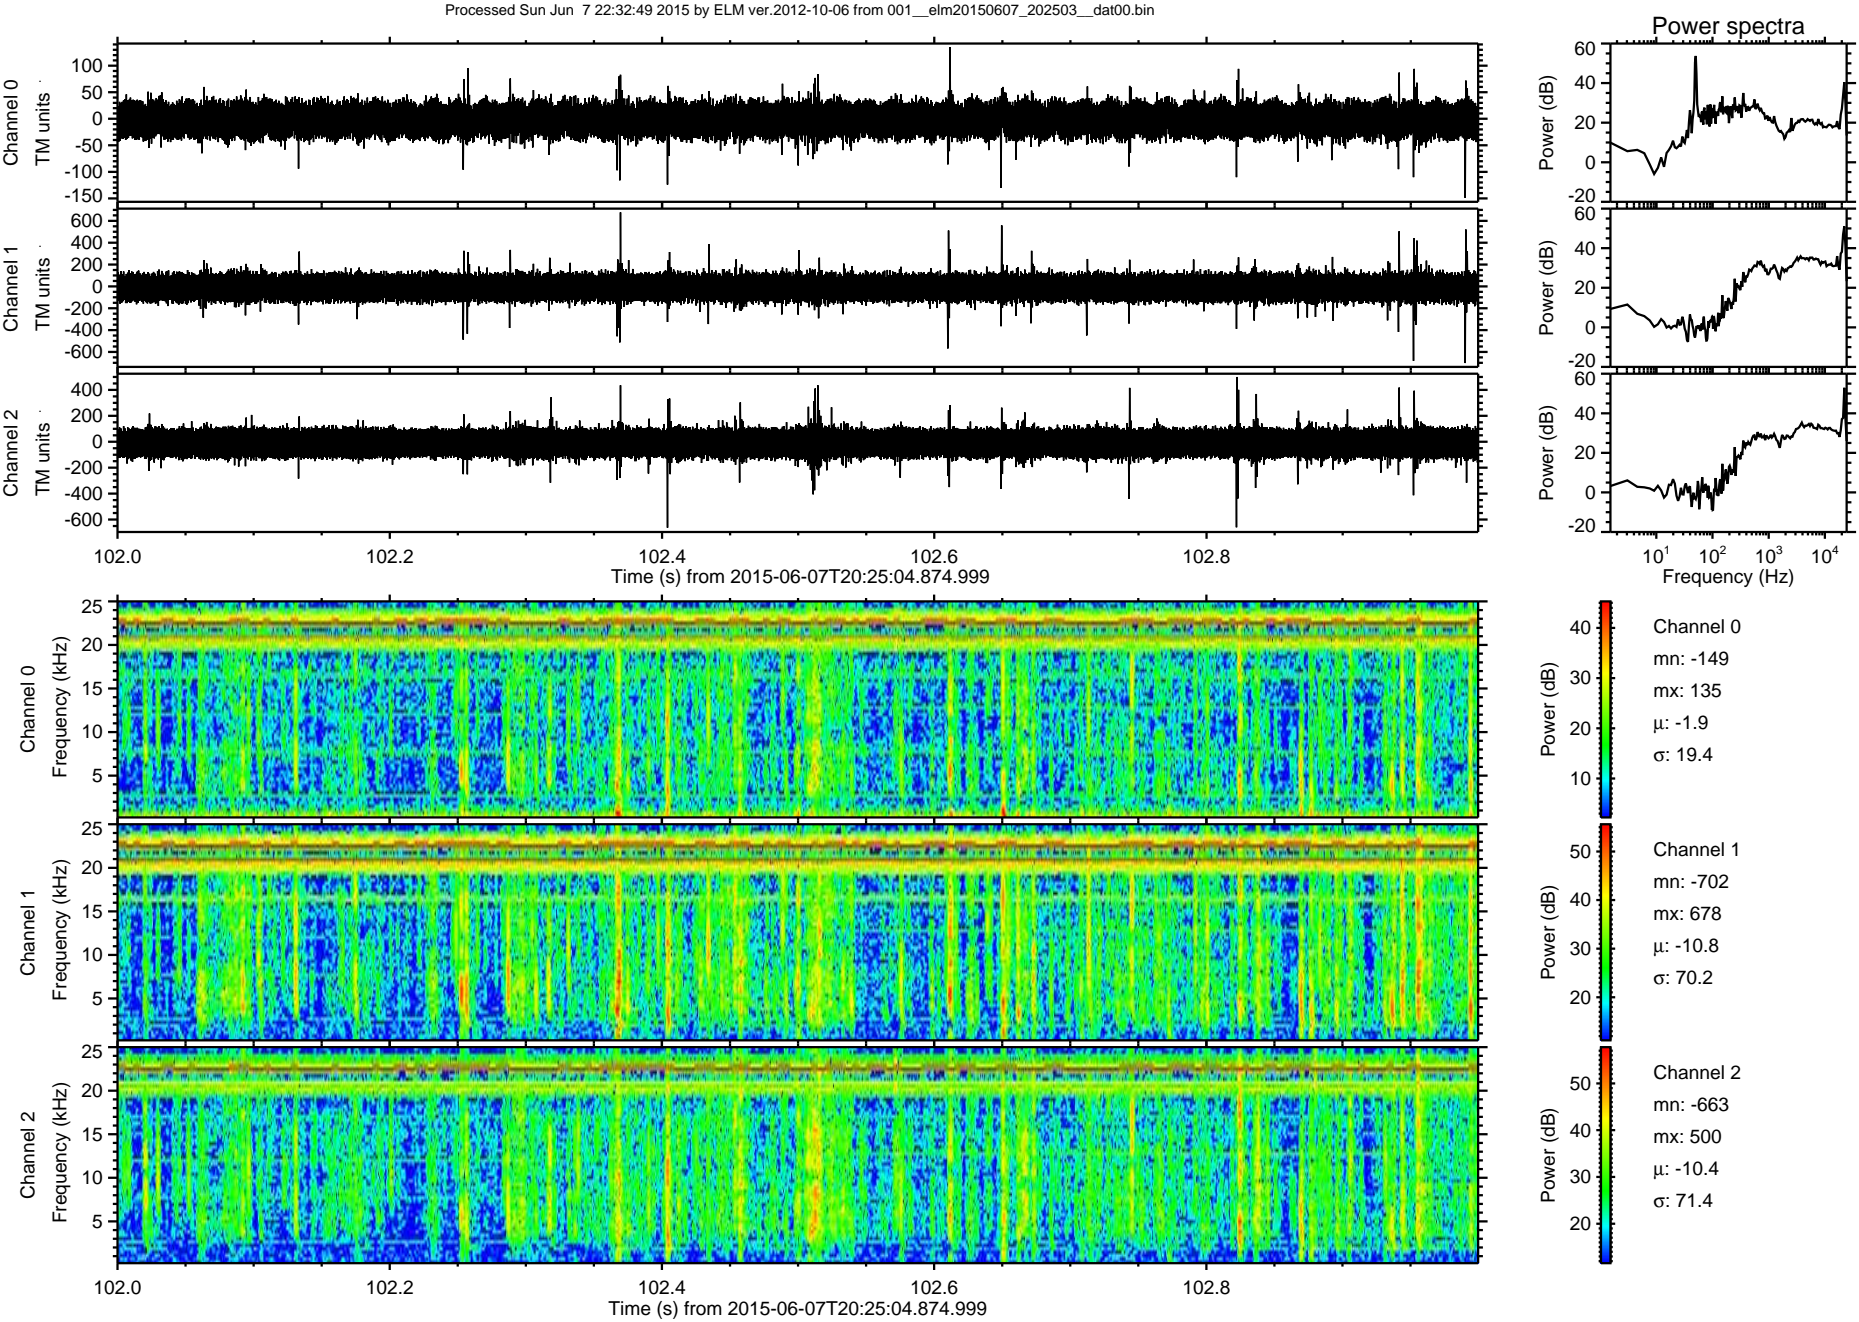 Processed Sun Jun  7 22:32:49 2015 by ELM ver.2012-10-06 from 001__elm20150607_202503__dat00.bin
Power spectra
Channel 0
TM units
100
50
0
-50
-100
-150
Power (dB)
60
40
20
0
-20
Channel 1
TM units
600
400
200
0
-200
-400
-600
Power (dB)
60
40
20
0
-20
Channel 2
TM units
400
200
0
-200
-400
-600
Power (dB)
60
40
20
0
-20
102.0 102.2 102.4 102.6 102.8
Time (s) from 2015-06-07T20:25:04.874.999
10^1 10^2 10^3 10^4
Frequency (Hz)
Channel 0
Frequency (kHz)
25
20
15
10
5
Power (dB)
40
30
20
10
Channel 0
mn: -149
mx: 135
μ: -1.9
σ: 19.4
Channel 1
Frequency (kHz)
25
20
15
10
5
Power (dB)
50
40
30
20
Channel 1
mn: -702
mx: 678
μ: -10.8
σ: 70.2
Channel 2
Frequency (kHz)
25
20
15
10
5
Power (dB)
50
40
30
20
Channel 2
mn: -663
mx: 500
μ: -10.4
σ: 71.4
102.0 102.2 102.4 102.6 102.8
Time (s) from 2015-06-07T20:25:04.874.999